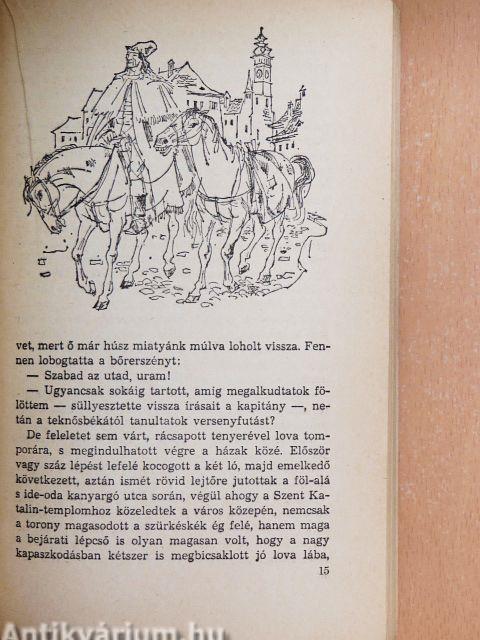 vet, mert ő már húsz miatyánk múlva loholt vissza. Fen-
nen lobogtatta a bőrerszényt:
— Szabad az utad, uram!
— Ugyancsak sokáig tartott, amíg megalkudtatok fö-
löttem — süllyesztette vissza írásait a kapitány —, ne-
tán a teknősbékától tanultatok versenyfutást?
De feleletet sem várt, rácsapott tenyerével lova tom-
porára, s megindulhatott végre a házak közé. Először
vagy száz lépést lefelé kocogott a két ló, majd emelkedő
következett, aztán ismét rövid lejtőre jutottak a föl-alá
s ide-oda kanyargó utca során, végül ahogy a Szent Ka-
talin-templomhoz közeledtek a város közepén, nemcsak
a torony magasodott a szürkéskék ég felé, hanem maga
a bejárati lépcső is olyan magasan volt, hogy a nagy
kapaszkodásban kétszer is megbicsaklott jó lova lába,
15
Antikvárium.hu